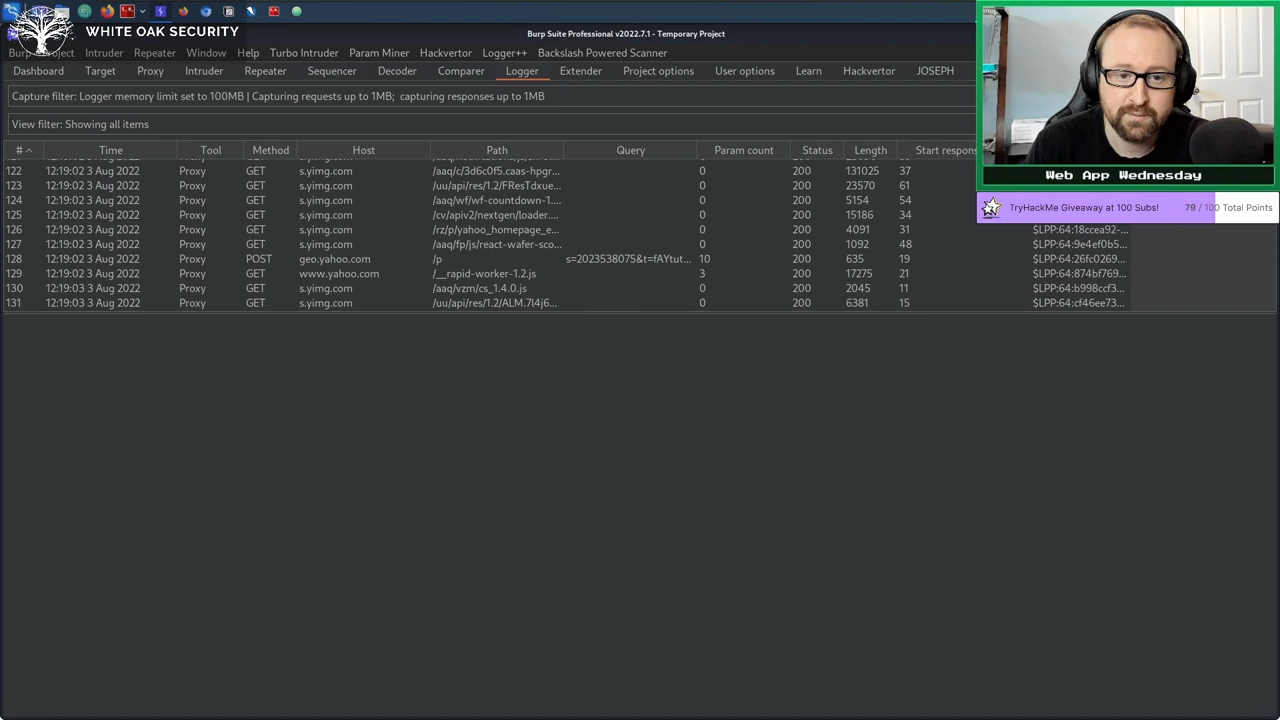 WHITE OAK SECURITY
Burp Suite Professional v2022.7.1 - Temporary Project
Burp Project Intruder Repeater Window Help Turbo Intruder Param Miner Hackvertor Logger++ Backslash Powered Scanner
Dashboard Target Proxy Intruder Repeater Sequencer Decoder Comparer Logger Extender Project options User options Learn Hackvertor JOSEPH
Capture filter: Logger memory limit set to 100MB | Capturing requests up to 1MB; capturing responses up to 1MB
View filter: Showing all items
# Time Tool Method Host Path Query Param count Status Length Start respons
122 12:19:02 3 Aug 2022 Proxy GET s.yimg.com /aaq/c/3d6c0f5.caas-hpgr... 0 200 131025 37
123 12:19:02 3 Aug 2022 Proxy GET s.yimg.com /uu/api/res/1.2/FResTdxue... 0 200 23570 61
124 12:19:02 3 Aug 2022 Proxy GET s.yimg.com /aaq/wf/wf-countdown-1.... 0 200 5154 54
125 12:19:02 3 Aug 2022 Proxy GET s.yimg.com /cv/apiv2/nextgen/loader.... 0 200 15186 34
126 12:19:02 3 Aug 2022 Proxy GET s.yimg.com /rz/p/yahoo_homepage_e... 0 200 4091 31 $LPP:64:18ccea92-...
127 12:19:02 3 Aug 2022 Proxy GET s.yimg.com /aaq/fp/js/react-wafer-sco... 0 200 1092 48 $LPP:64:9e4ef0b5...
128 12:19:02 3 Aug 2022 Proxy POST geo.yahoo.com /p s=2023538075&t=fAYtut... 10 200 635 19 $LPP:64:26fc0269...
129 12:19:02 3 Aug 2022 Proxy GET www.yahoo.com /__rapid-worker-1.2.js 3 200 17275 21 $LPP:64:874bf769...
130 12:19:03 3 Aug 2022 Proxy GET s.yimg.com /aaq/vzm/cs_1.4.0.js 0 200 2045 11 $LPP:64:b998ccf3...
131 12:19:03 3 Aug 2022 Proxy GET s.yimg.com /uu/api/res/1.2/ALM.7l4j6... 0 200 6381 15 $LPP:64:cf46ee73...
Web App Wednesday
TryHackMe Giveaway at 100 Subs! 79 / 100 Total Points